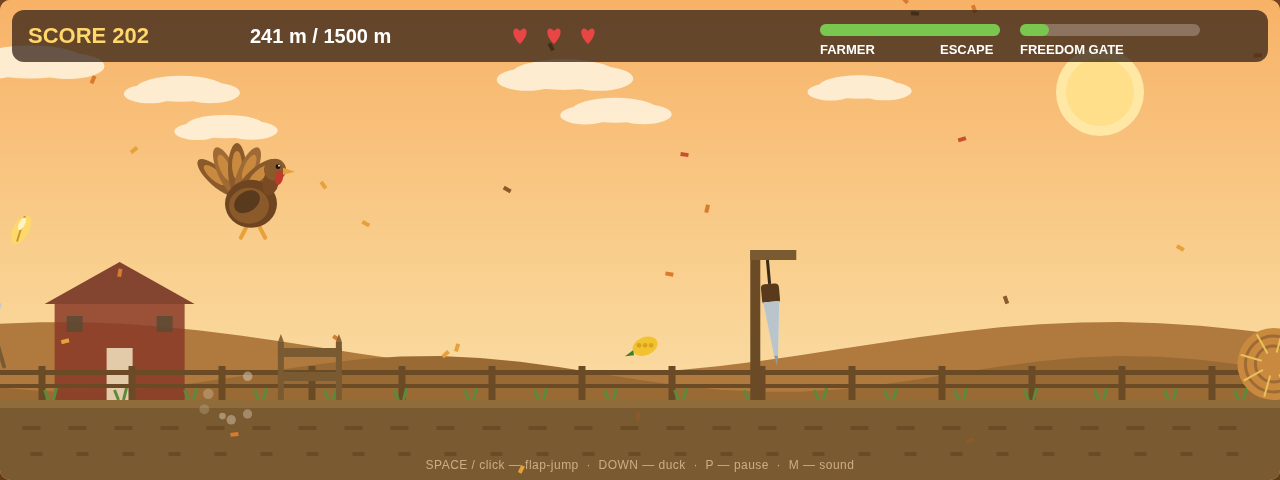 SCORE 202
241 m / 1500 m
FARMER
ESCAPE
FREEDOM GATE
SPACE / click — flap-jump · DOWN — duck · P — pause · M — sound